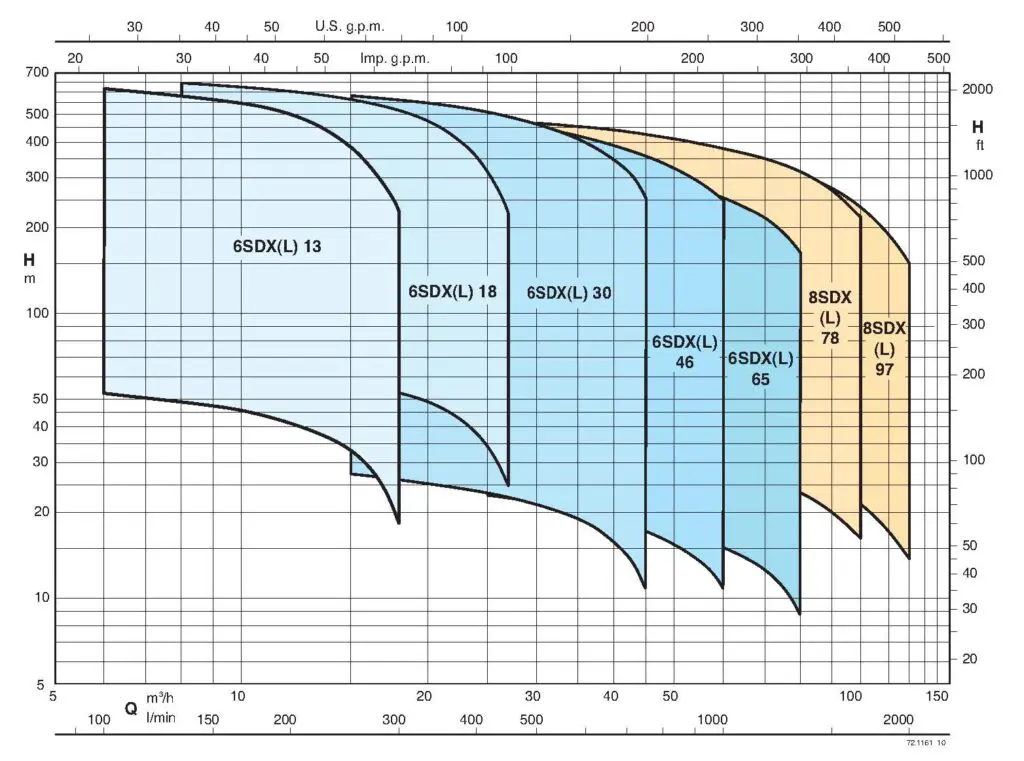 30 40 50 U.S. g.p.m. 100 200 300 400 500
20 30 40 50 Imp. g.p.m. 100 200 300 400 500
700
500
400
300
200
H
m
100
50
40
30
20
10
5
2000
H
ft
1000
500
400
300
200
100
50
40
30
20
6SDX(L) 13
6SDX(L) 18
6SDX(L) 30
6SDX(L)
46
6SDX(L)
65
8SDX
(L)
78
8SDX
(L)
97
5 10 20 30 40 50 100 150
Q m³/h
l/min
100 150 200 300 400 500 1000 2000
72.1161 10